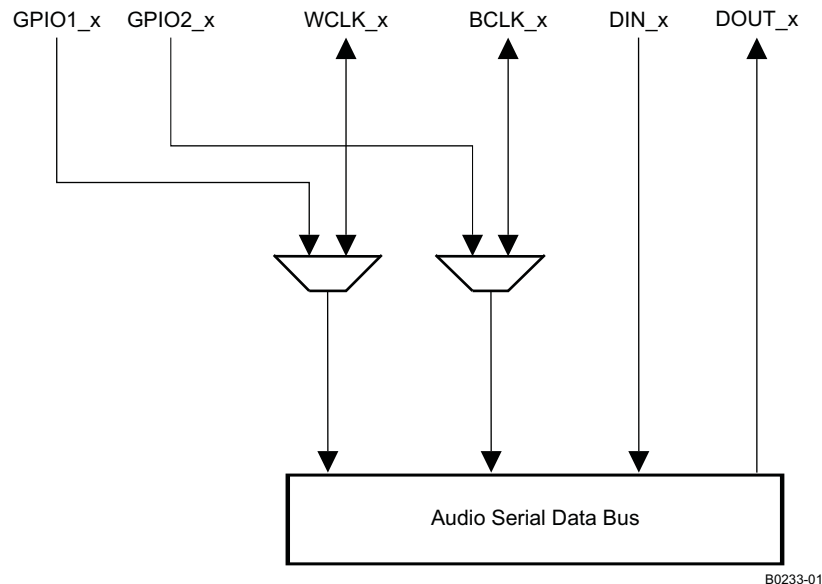 GPIO1_x GPIO2_x WCLK_x BCLK_x DIN_x DOUT_x
Audio Serial Data Bus
B0233-01